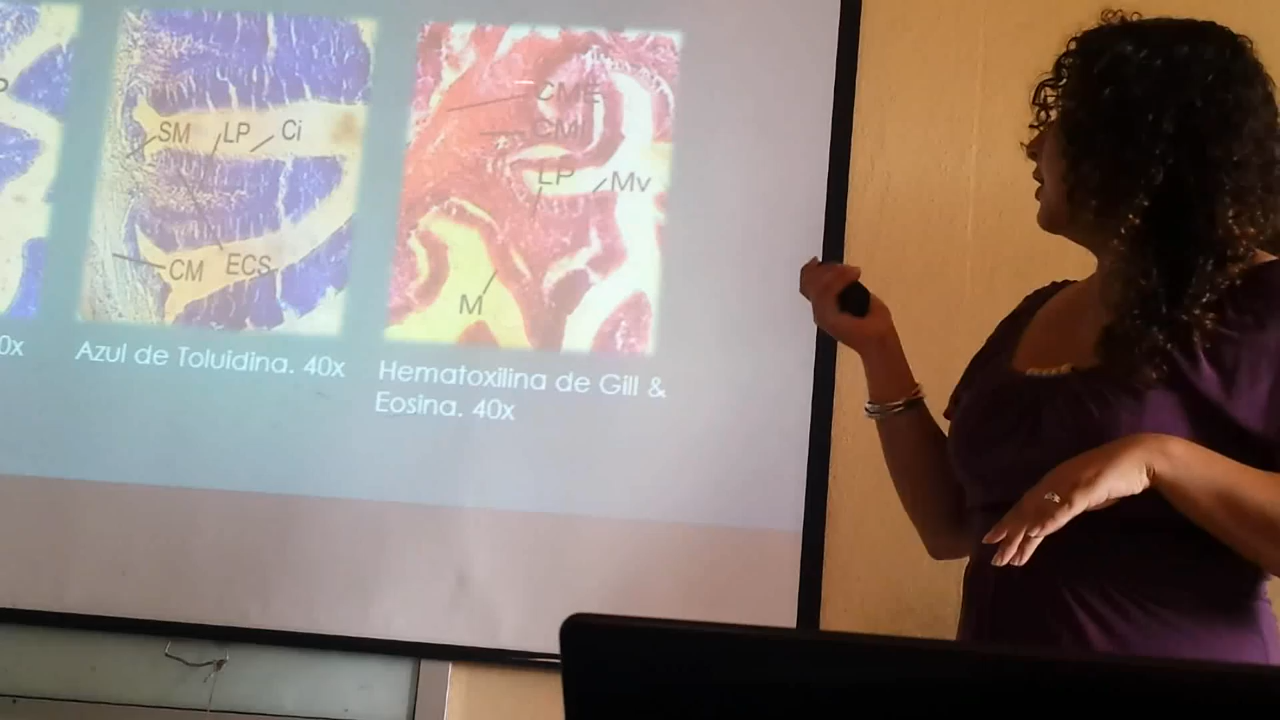 P
SM LP Ci
CM ECS
CME
CMI
LP Mv
M
0x
Azul de Toluidina. 40x
Hematoxilina de Gill &
Eosina. 40x